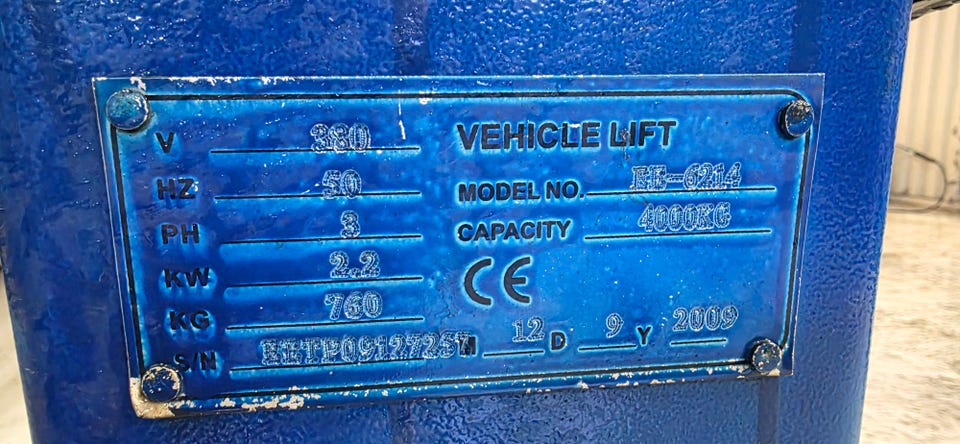 V 380
HZ 50
PH 3
KW 2.2
KG 760
S/N
VEHICLE LIFT
MODEL NO. EE-6214
CAPACITY 4000KG
CE
M 12 D 9 Y 2009